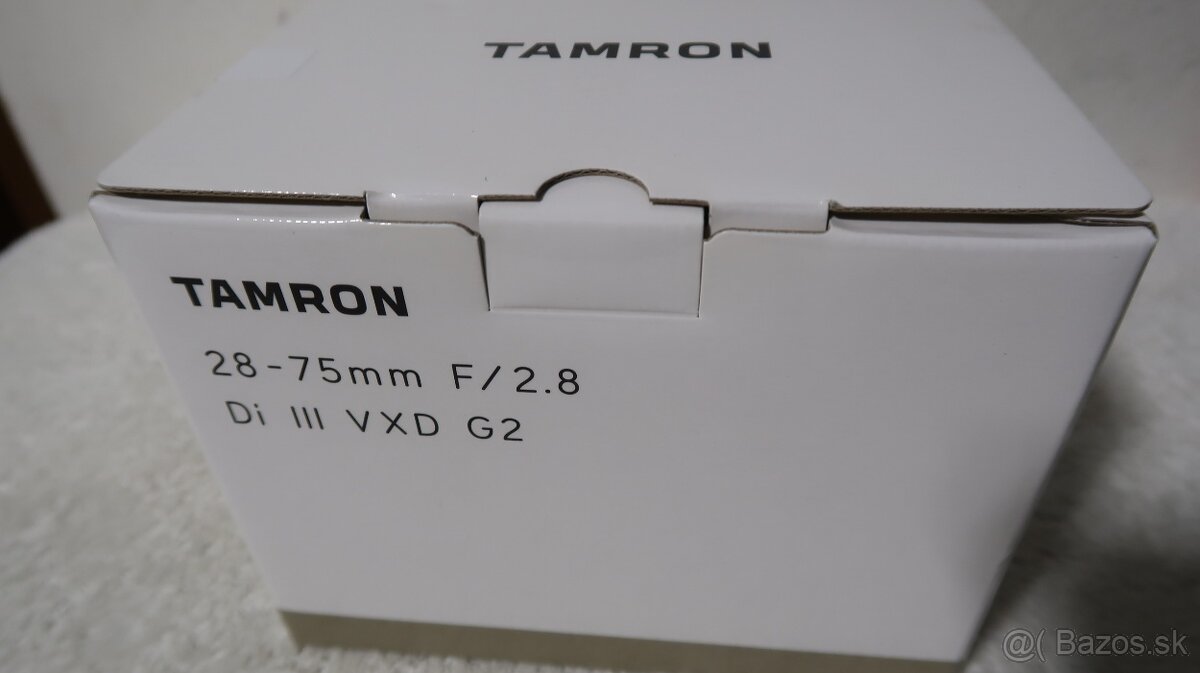 TAMRON
TAMRON
28-75mm F/2.8
Di III VXD G2
@( Bazos.sk